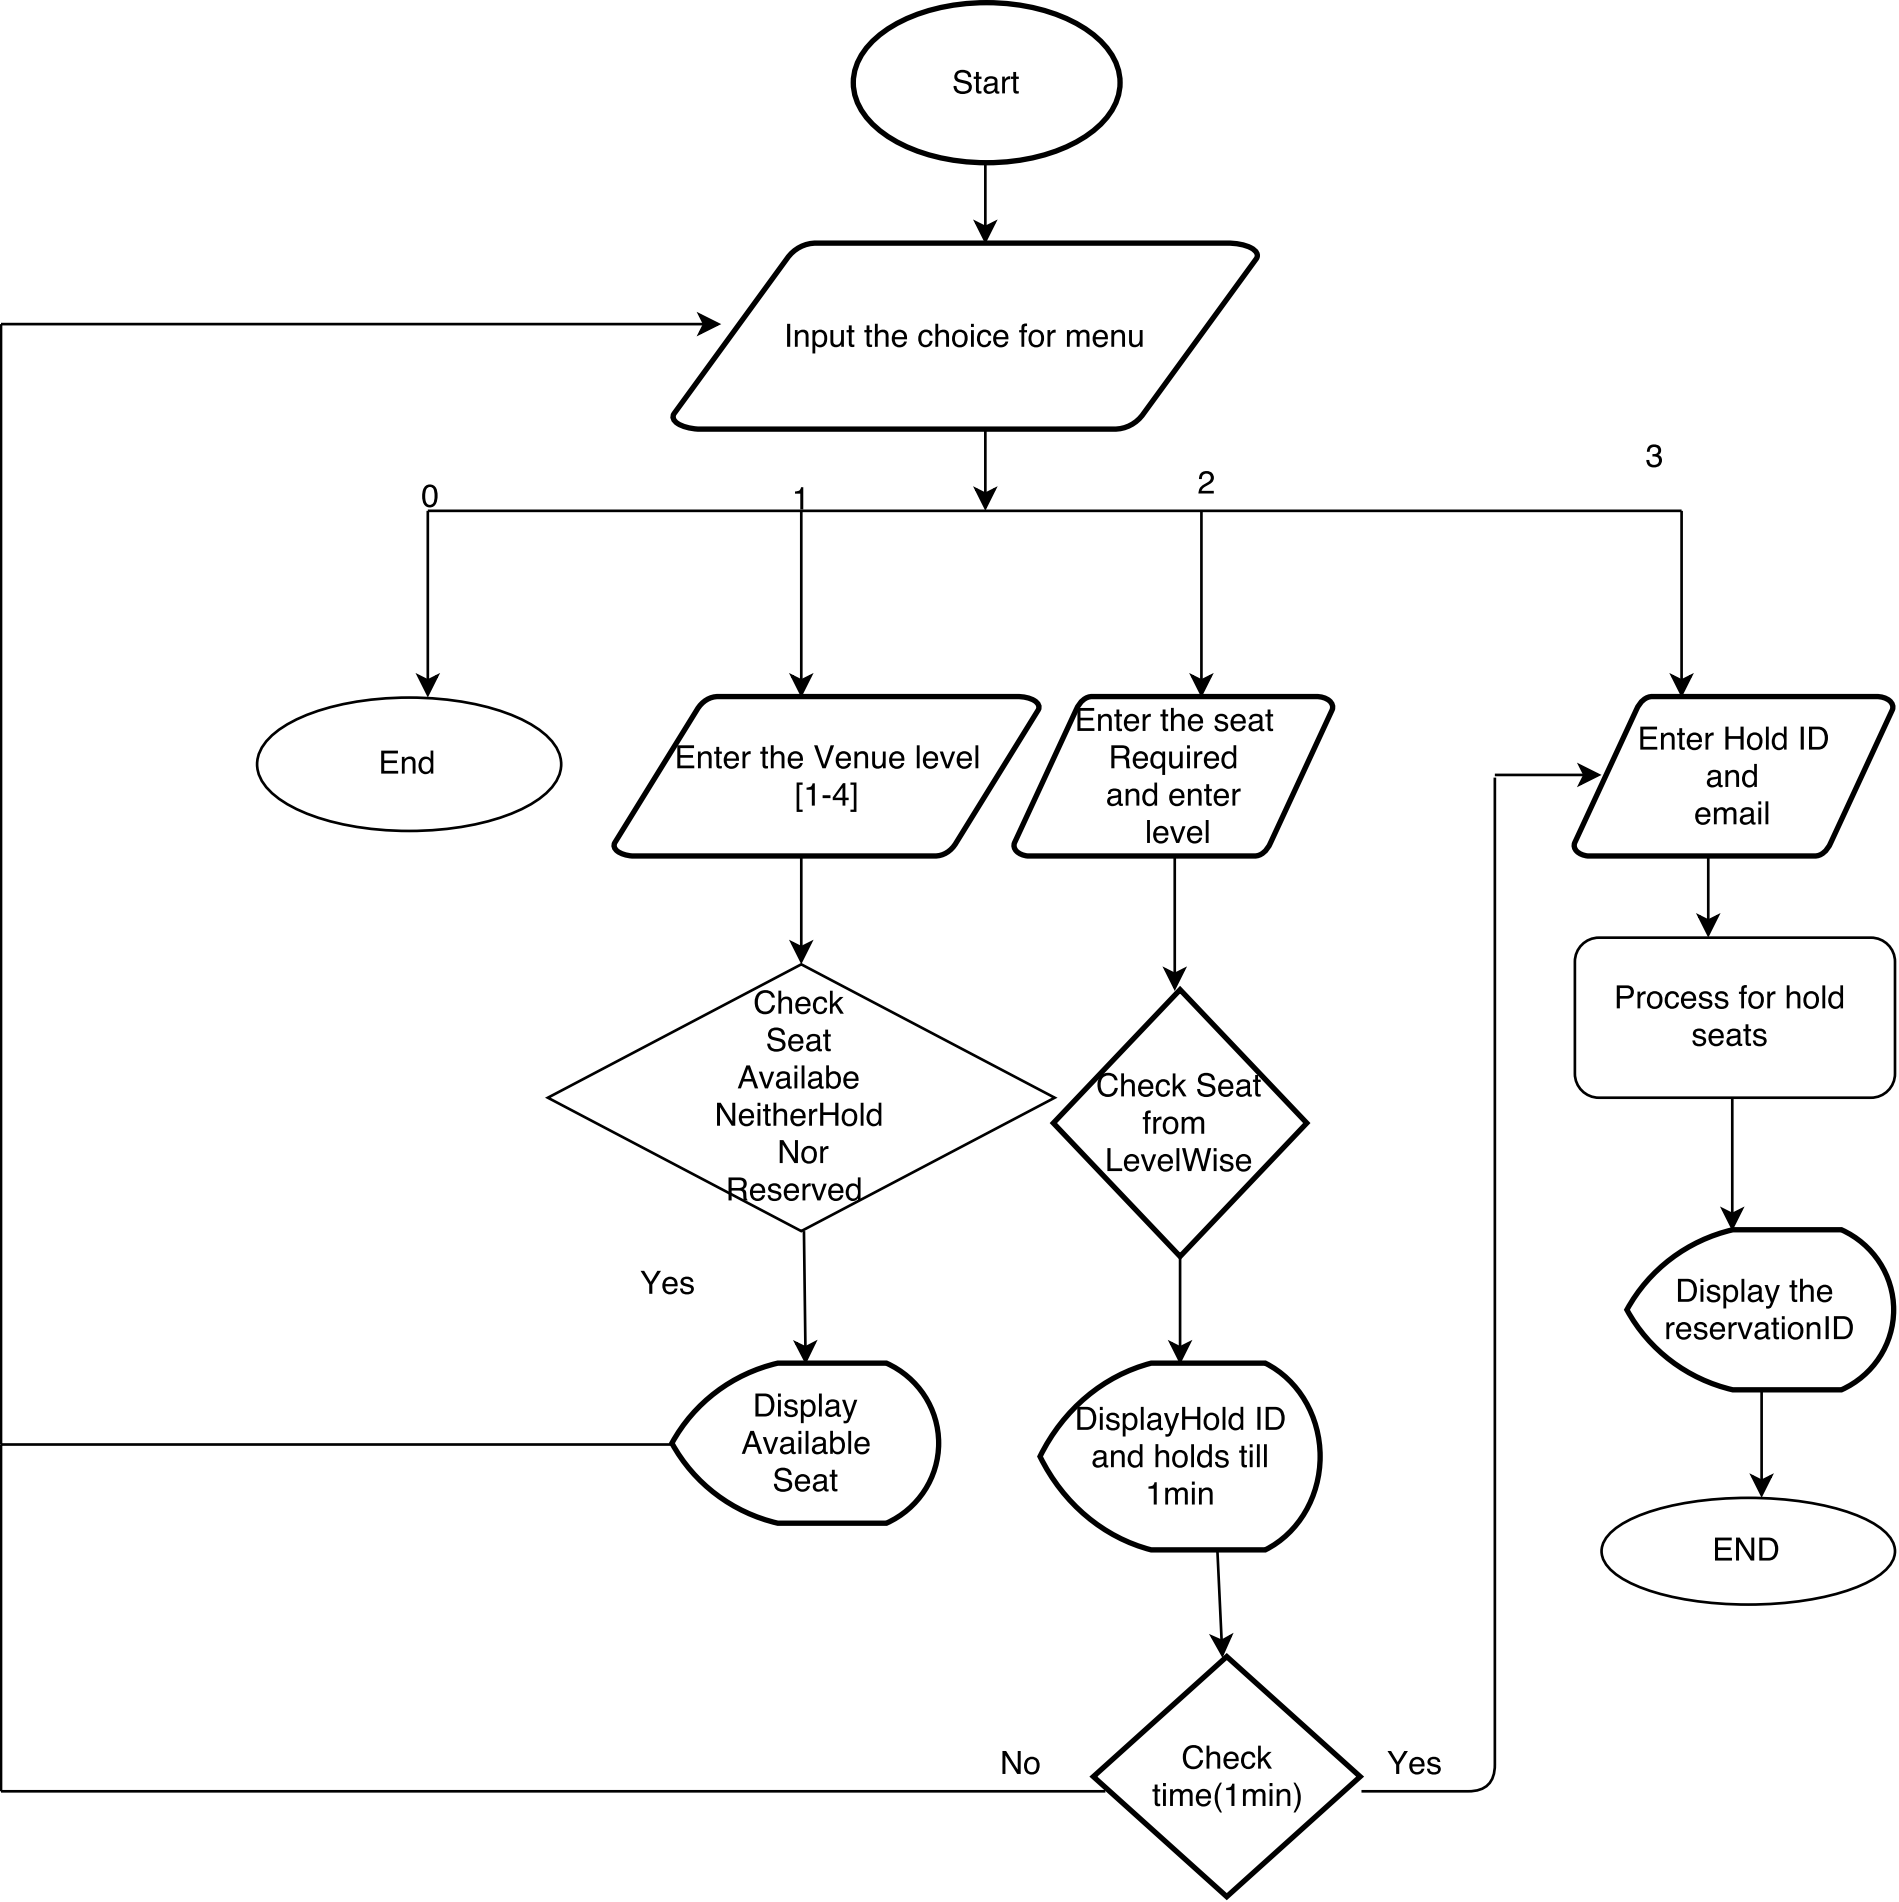 Start
Input the choice for menu
0
1
2
3
End
Enter the Venue level
[1-4]
Enter the seat
Required
and enter
level
Enter Hold ID
and
email
Check
Seat
Availabe
NeitherHold
Nor
Reserved
Check Seat
from
LevelWise
Process for hold
seats
Yes
Display the
reservationID
Display
Available
Seat
DisplayHold ID
and holds till
1min
END
No
Check
time(1min)
Yes